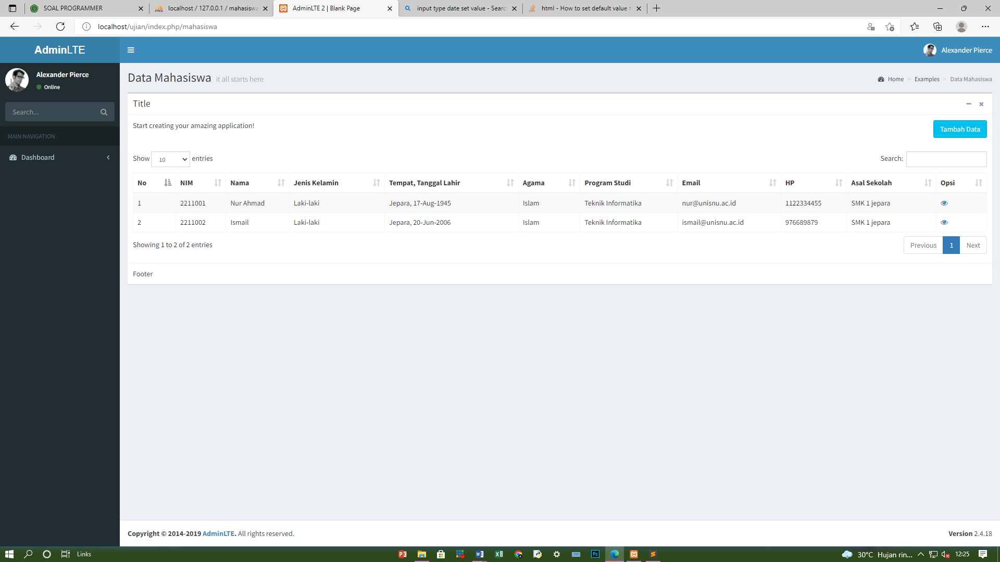 SOAL PROGRAMMER
localhost / 127.0.0.1 / mahasiswa
AdminLTE 2 | Blank Page
input type date set value - Searc
html - How to set default value t
localhost/ujian/index.php/mahasiswa
AdminLTE
Alexander Pierce
Alexander Pierce
Online
Search...
MAIN NAVIGATION
Dashboard
Data Mahasiswa it all starts here
Home > Examples > Data Mahasiswa
Title
Start creating your amazing application!
Tambah Data
Show 10 entries
Search:
No NIM Nama Jenis Kelamin Tempat, Tanggal Lahir Agama Program Studi Email HP Asal Sekolah Opsi
1 2211001 Nur Ahmad Laki-laki Jepara, 17-Aug-1945 Islam Teknik Informatika nur@unisnu.ac.id 1122334455 SMK 1 jepara
2 2211002 Ismail Laki-laki Jepara, 20-Jun-2006 Islam Teknik Informatika ismail@unisnu.ac.id 976689879 SMK 1 jepara
Showing 1 to 2 of 2 entries
Previous 1 Next
Footer
Copyright © 2014-2019 AdminLTE. All rights reserved.
Version 2.4.18
Links
30°C Hujan rin...
12:25